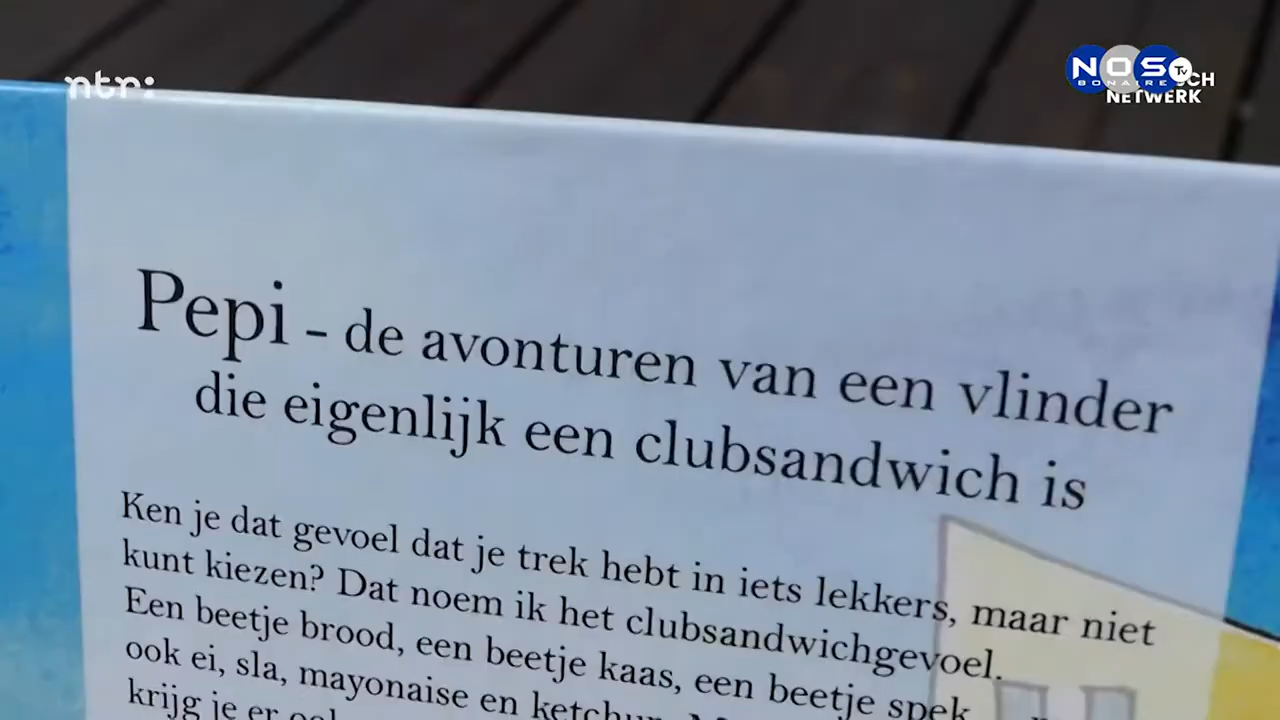 ntr:
NOS TV
BONAIRE
NETWERK
Pepi - de avonturen van een vlinder
die eigenlijk een clubsandwich is
Ken je dat gevoel dat je trek hebt in iets lekkers, maar niet
kunt kiezen? Dat noem ik het clubsandwichgevoel.
Een beetje brood, een beetje kaas, een beetje spek
ook ei, sla, mayonaise en
krijg je er